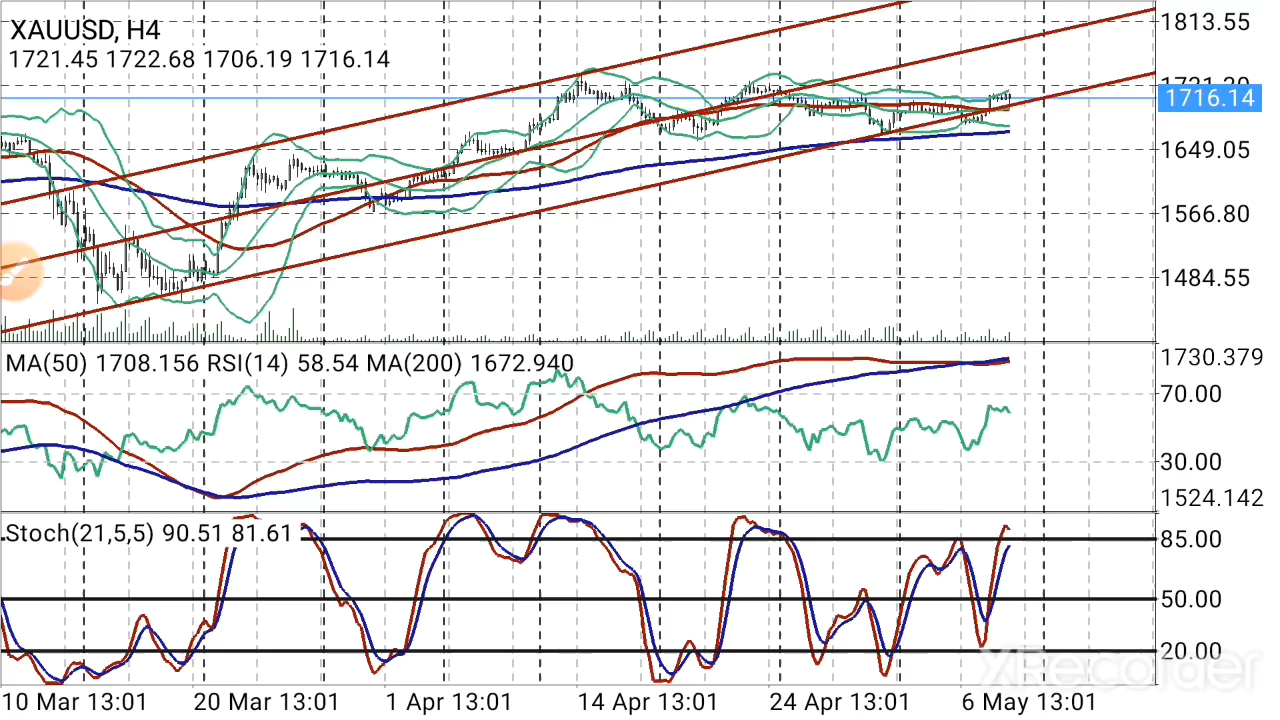 XAUUSD, H4
1721.45 1722.68 1706.19 1716.14
1813.55
1716.14
1649.05
1566.80
1484.55
MA(50) 1708.156 RSI(14) 58.54 MA(200) 1672.940
1730.379
70.00
30.00
1524.142
Stoch(21,5,5) 90.51 81.61
85.00
50.00
20.00
XRecorder
10 Mar 13:01 20 Mar 13:01 1 Apr 13:01 14 Apr 13:01 24 Apr 13:01 6 May 13:01